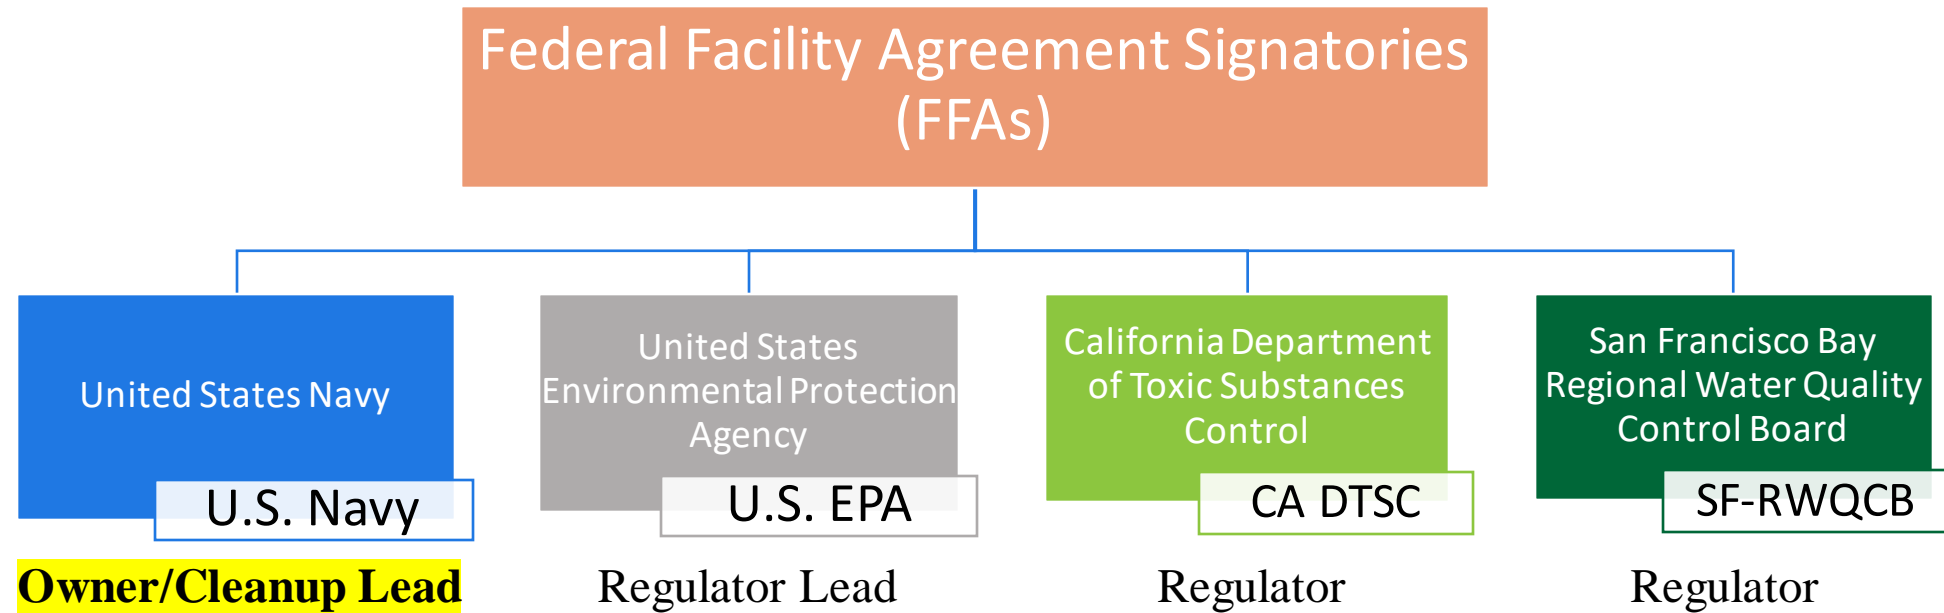 Federal Facility Agreement Signatories
(FFAs)
United States Navy
U.S. Navy
Owner/Cleanup Lead
United States
Environmental Protection
Agency
U.S. EPA
Regulator Lead
California Department
of Toxic Substances
Control
CA DTSC
Regulator
San Francisco Bay
Regional Water Quality
Control Board
SF-RWQCB
Regulator